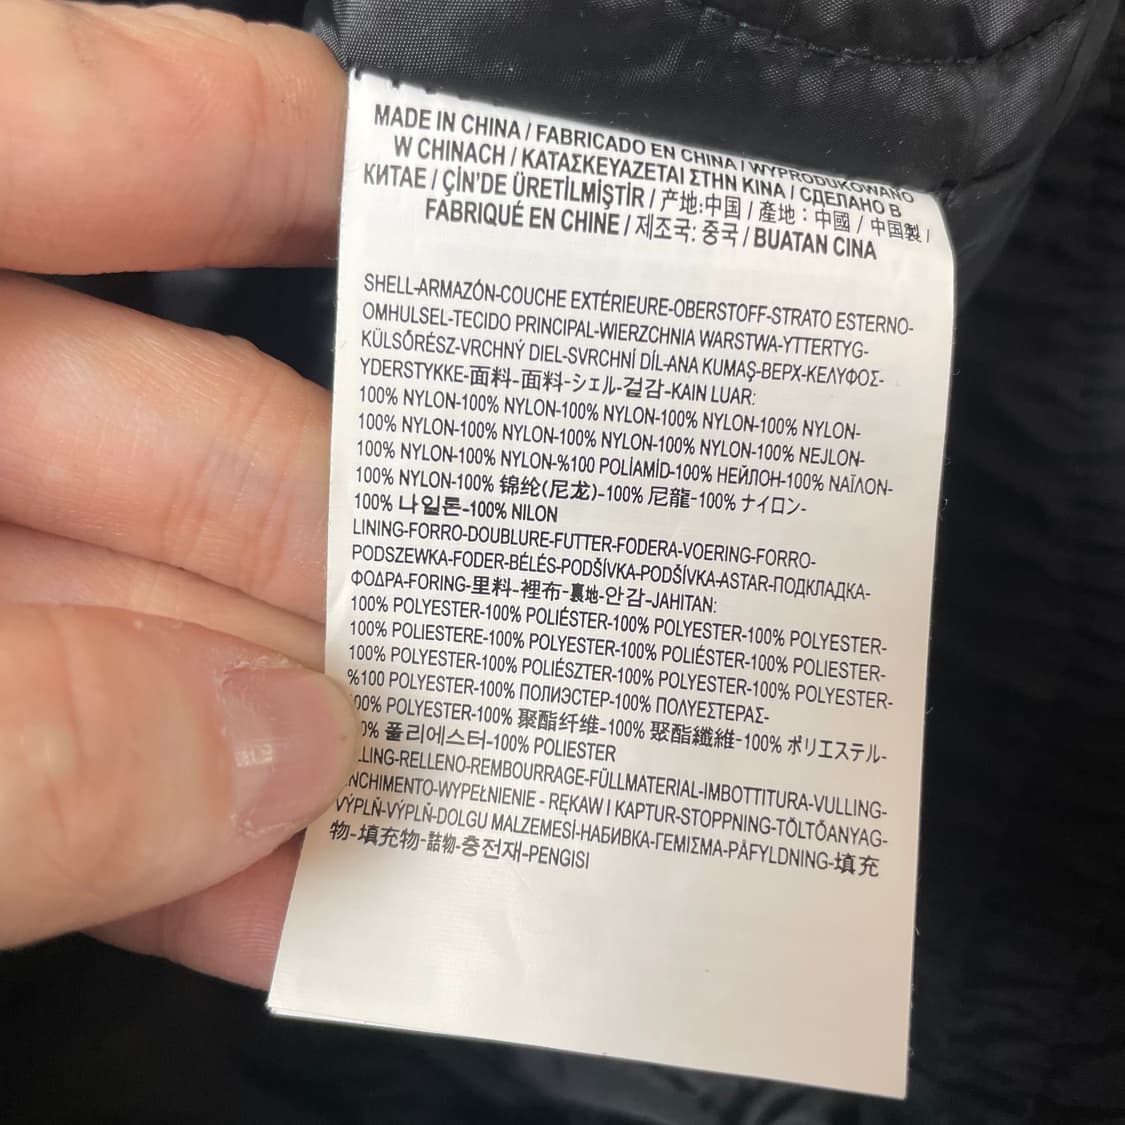 MADE IN CHINA / FABRICADO EN CHINA / WYPRODUKOWANO
W CHINACH / ΚΑΤΑΣΚΕΥΑΖΕΤΑΙ ΣΤΗΝ ΚΙΝΑ / СДЕЛАНО В
КИТАЕ / ÇİN'DE ÜRETİLMİŞTİR / 产地:中国 / 產地：中國 / 中国製 /
FABRIQUÉ EN CHINE / 제조국: 중국 / BUATAN CINA
SHELL-ARMAZÓN-COUCHE EXTÉRIEURE-OBERSTOFF-STRATO ESTERNO-
OMHULSEL-TECIDO PRINCIPAL-WIERZCHNIA WARSTWA-YTTERTYG-
KÜLSŐRÉSZ-VRCHNÝ DIEL-SVRCHNÍ DÍL-ANA KUMAŞ-ВЕРХ-ΚΕΛΥΦΟΣ-
YDERSTYKKE-面料-面料-シェル-겉감-KAIN LUAR:
100% NYLON-100% NYLON-100% NYLON-100% NYLON-100% NYLON-
100% NYLON-100% NYLON-100% NYLON-100% NYLON-100% NEJLON-
100% NYLON-100% NYLON-%100 POLİAMİD-100% НЕЙЛОН-100% ΝΑΪΛΟΝ-
100% NYLON-100% 锦纶(尼龙)-100% 尼龍-100% ナイロン-
100% 나일론-100% NILON
LINING-FORRO-DOUBLURE-FUTTER-FODERA-VOERING-FORRO-
PODSZEWKA-FODER-BÉLÉS-PODŠÍVKA-PODŠÍVKA-ASTAR-ПОДКЛАДКА-
ΦΟΔΡΑ-FORING-里料-裡布-裏地-안감-JAHITAN:
100% POLYESTER-100% POLIÉSTER-100% POLYESTER-100% POLYESTER-
100% POLIESTERE-100% POLYESTER-100% POLIÉSTER-100% POLIESTER-
100% POLYESTER-100% POLIÉSZTER-100% POLYESTER-100% POLYESTER-
%100 POLYESTER-100% ПОЛИЭСТЕР-100% ΠΟΛΥΕΣΤΕΡΑΣ-
00% POLYESTER-100% 聚酯纤维-100% 聚酯纖維-100% ポリエステル-
0% 폴리에스터-100% POLIESTER
LLING-RELLENO-REMBOURRAGE-FÜLLMATERIAL-IMBOTTITURA-VULLING-
NCHIMENTO-WYPEŁNIENIE - RĘKAW I KAPTUR-STOPPNING-TÖLTŐANYAG-
VÝPLŇ-VÝPLŇ-DOLGU MALZEMESİ-НАБИВКА-ΓΕΜΙΣΜΑ-PÅFYLDNING-填充
物-填充物-詰物-충전재-PENGISI